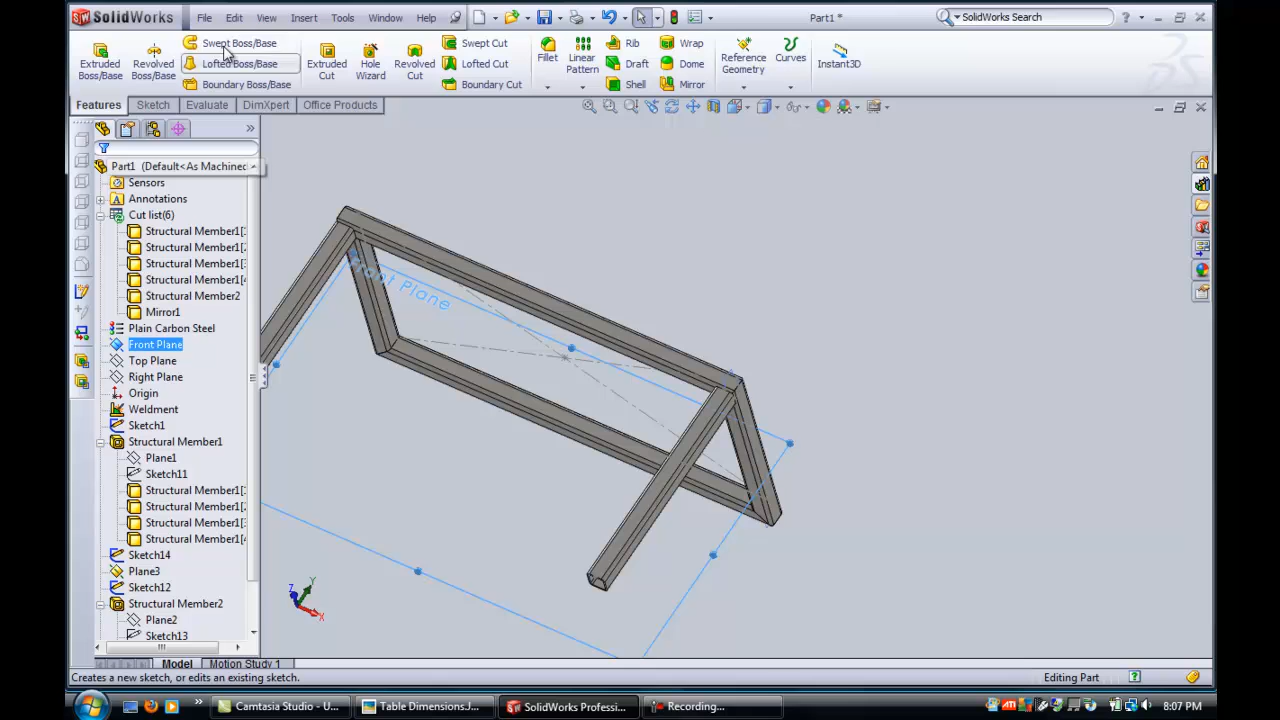 SolidWorks File Edit View Insert Tools Window Help Part1 * SolidWorks Search
Extruded Boss/Base
Revolved Boss/Base
Swept Boss/Base
Lofted Boss/Base
Boundary Boss/Base
Extruded Cut
Hole Wizard
Revolved Cut
Swept Cut
Lofted Cut
Boundary Cut
Fillet
Linear Pattern
Rib
Draft
Shell
Wrap
Dome
Mirror
Reference Geometry
Curves
Instant3D
Features Sketch Evaluate DimXpert Office Products
Part1 (Default<As Machined
Sensors
Annotations
Cut list(6)
Structural Member1[
Structural Member1[
Structural Member1[
Structural Member1[
Structural Member2
Mirror1
Plain Carbon Steel
Front Plane
Top Plane
Right Plane
Origin
Weldment
Sketch1
Structural Member1
Plane1
Sketch11
Structural Member1[
Structural Member1[
Structural Member1[
Structural Member1[
Sketch14
Plane3
Sketch12
Structural Member2
Plane2
Sketch13
Front Plane
Z Y X
Model Motion Study 1
Creates a new sketch, or edits an existing sketch. Editing Part
Camtasia Studio - U... Table Dimensions.J... SolidWorks Professi... Recording... 8:07 PM